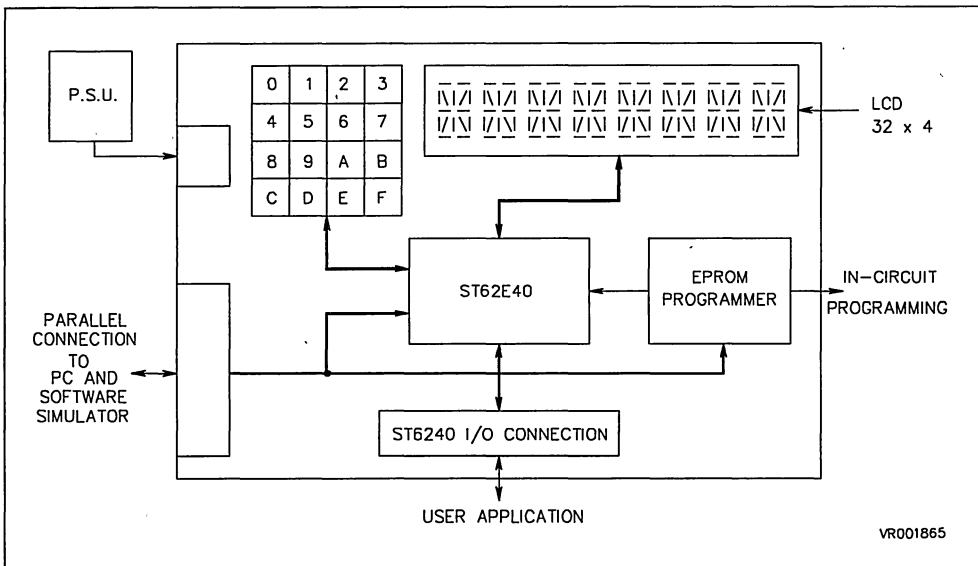 P.S.U.
0 1 2 3
4 5 6 7
8 9 A B
C D E F
LCD
32 x 4
ST62E40
EPROM
PROGRAMMER
IN-CIRCUIT
PROGRAMMING
PARALLEL
CONNECTION
TO
PC AND
SOFTWARE
SIMULATOR
ST6240 I/O CONNECTION
USER APPLICATION
VR001865